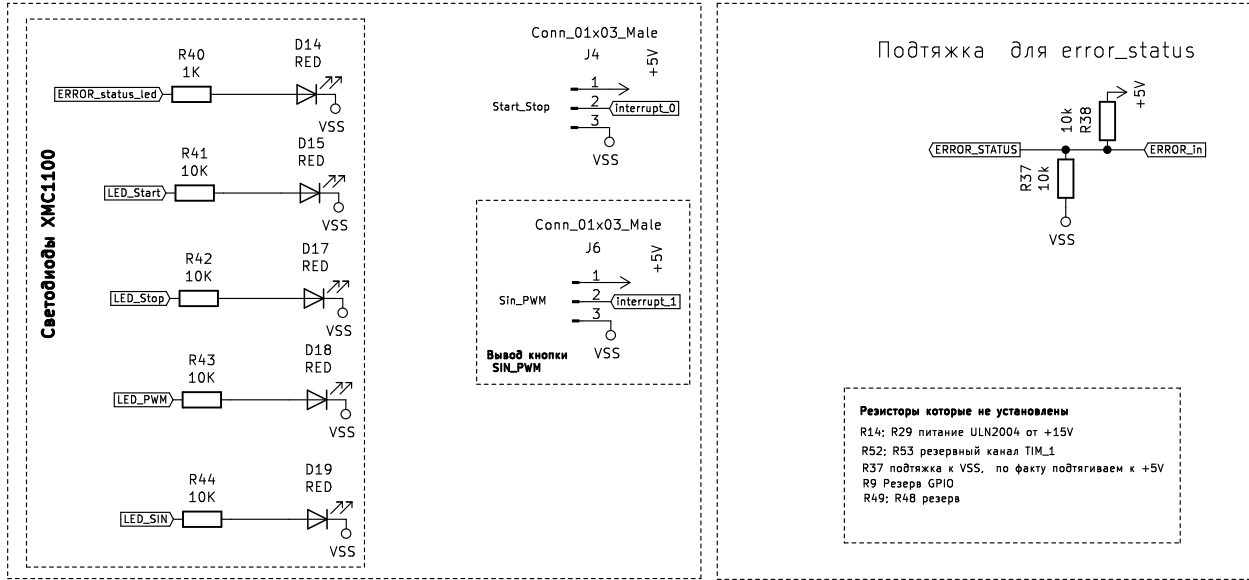 Светодиоды XMC1100
R40
1K
D14
RED
ERROR_status_led
VSS
R41
10K
D15
RED
LED_Start
VSS
R42
10K
D17
RED
LED_Stop
VSS
R43
10K
D18
RED
LED_PWM
VSS
R44
10K
D19
RED
LED_SIN
VSS
Conn_01x03_Male
J4
+5V
Start_Stop
1
2
3
interrupt_0
VSS
Conn_01x03_Male
J6
+5V
Sin_PWM
1
2
3
interrupt_1
VSS
Вывод кнопки
SIN_PWM
Подтяжка для error_status
+5V
10k
R38
ERROR_STATUS
ERROR_in
R37
10k
VSS
Резисторы которые не установлены
R14; R29 питание ULN2004 от +15V
R52; R53 резервный канал TIM_1
R37 подтяжка к VSS, по факту подтягиваем к +5V
R9 Резерв GPIO
R49; R48 резерв